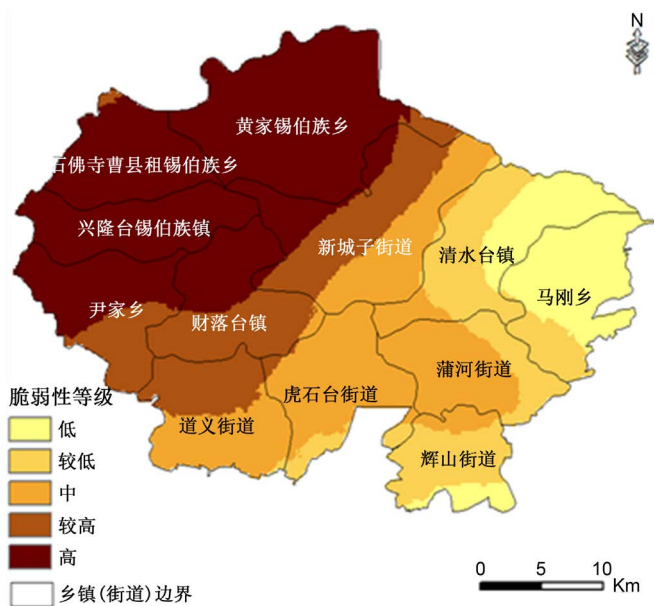 N
黄家锡伯族乡
石佛寺曹县租锡伯族乡
兴隆台锡伯族镇
新城子街道
清水台镇
马刚乡
尹家乡
财落台镇
蒲河街道
虎石台街道
道义街道
辉山街道
脆弱性等级
低
较低
中
较高
高
乡镇(街道)边界
0 5 10
Km